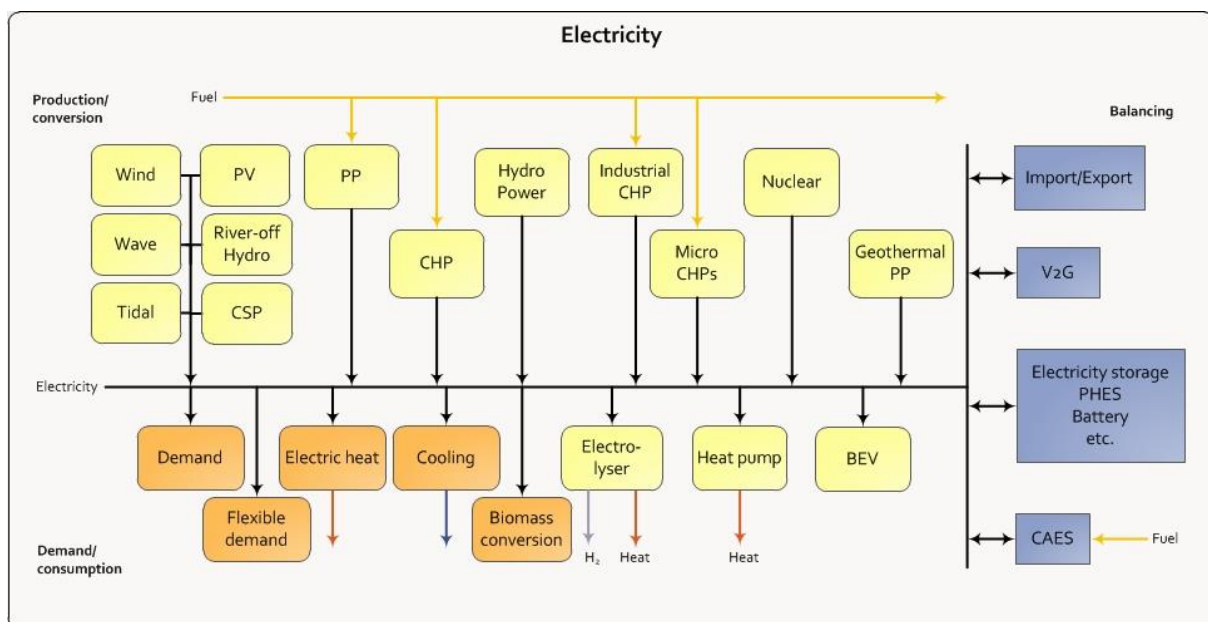 Electricity
Production/
conversion
Fuel
Balancing
Wind
PV
PP
Hydro
Power
Industrial
CHP
Nuclear
Import/Export
Wave
River-off
Hydro
CHP
Micro
CHPs
Geothermal
PP
V2G
Tidal
CSP
Electricity
Electricity storage
PHES
Battery
etc.
Demand
Electric heat
Cooling
Electro-
lyser
Heat pump
BEV
Flexible
demand
Biomass
conversion
Demand/
consumption
H₂
Heat
Heat
CAES
Fuel